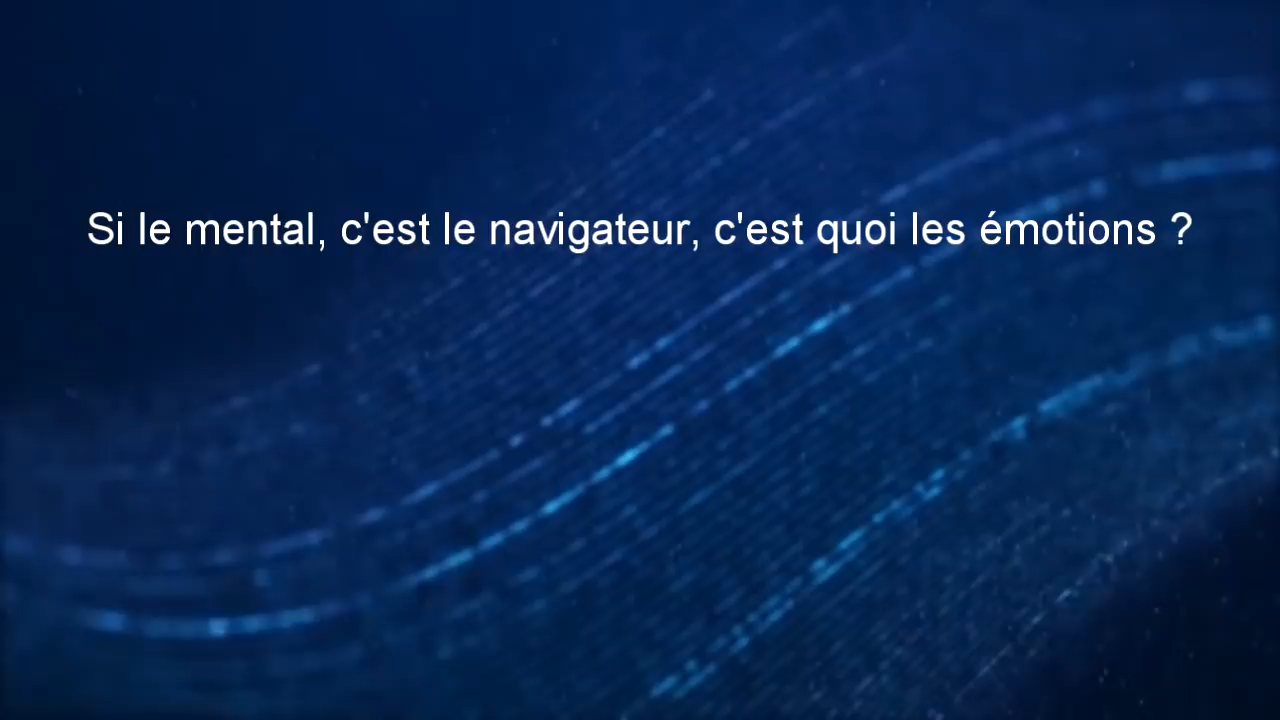 Si le mental, c'est le navigateur, c'est quoi les émotions ?